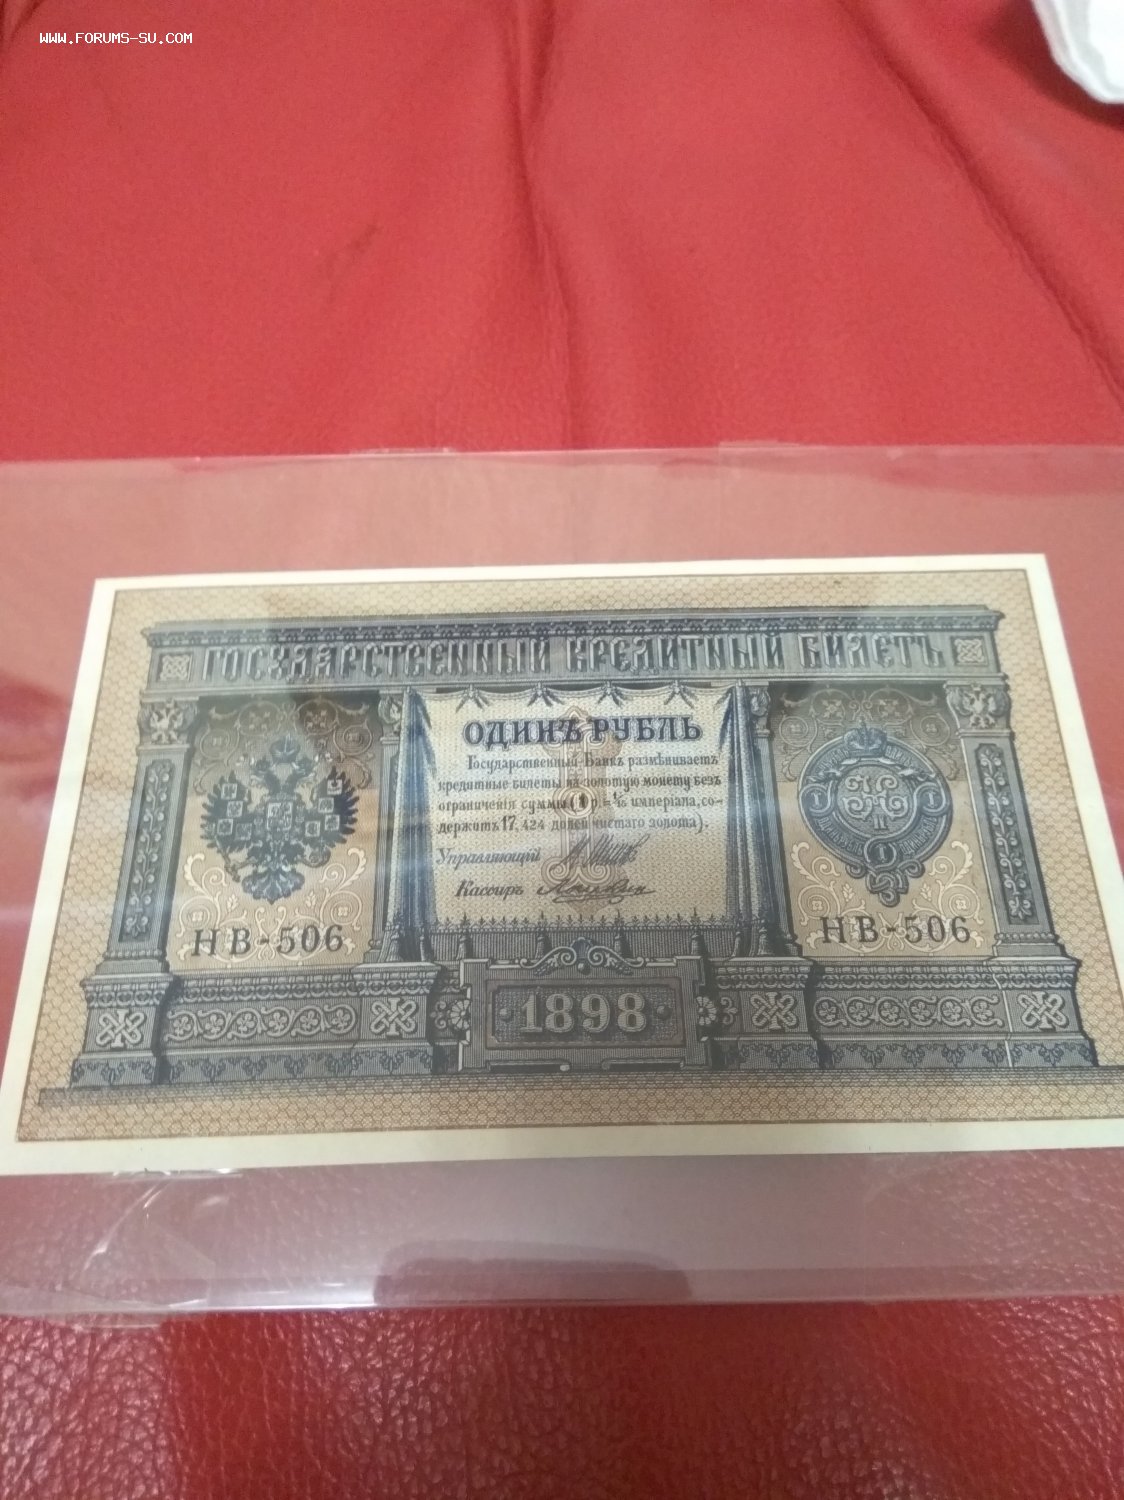 WWW.FORUMS-SU.COM
ГОСУДАРСТВЕННЫЙ КРЕДИТНЫЙ БИЛЕТЪ
ОДИНЪ РУБЛЬ
Государственный Банкъ размѣниваетъ
кредитные билеты на золотую монету безъ
ограниченія суммы (1 р.= 1/15 имперіала, со-
держитъ 17,424 долей чистаго золота).
Управляющій
Кассиръ
НВ-506
НВ-506
1898